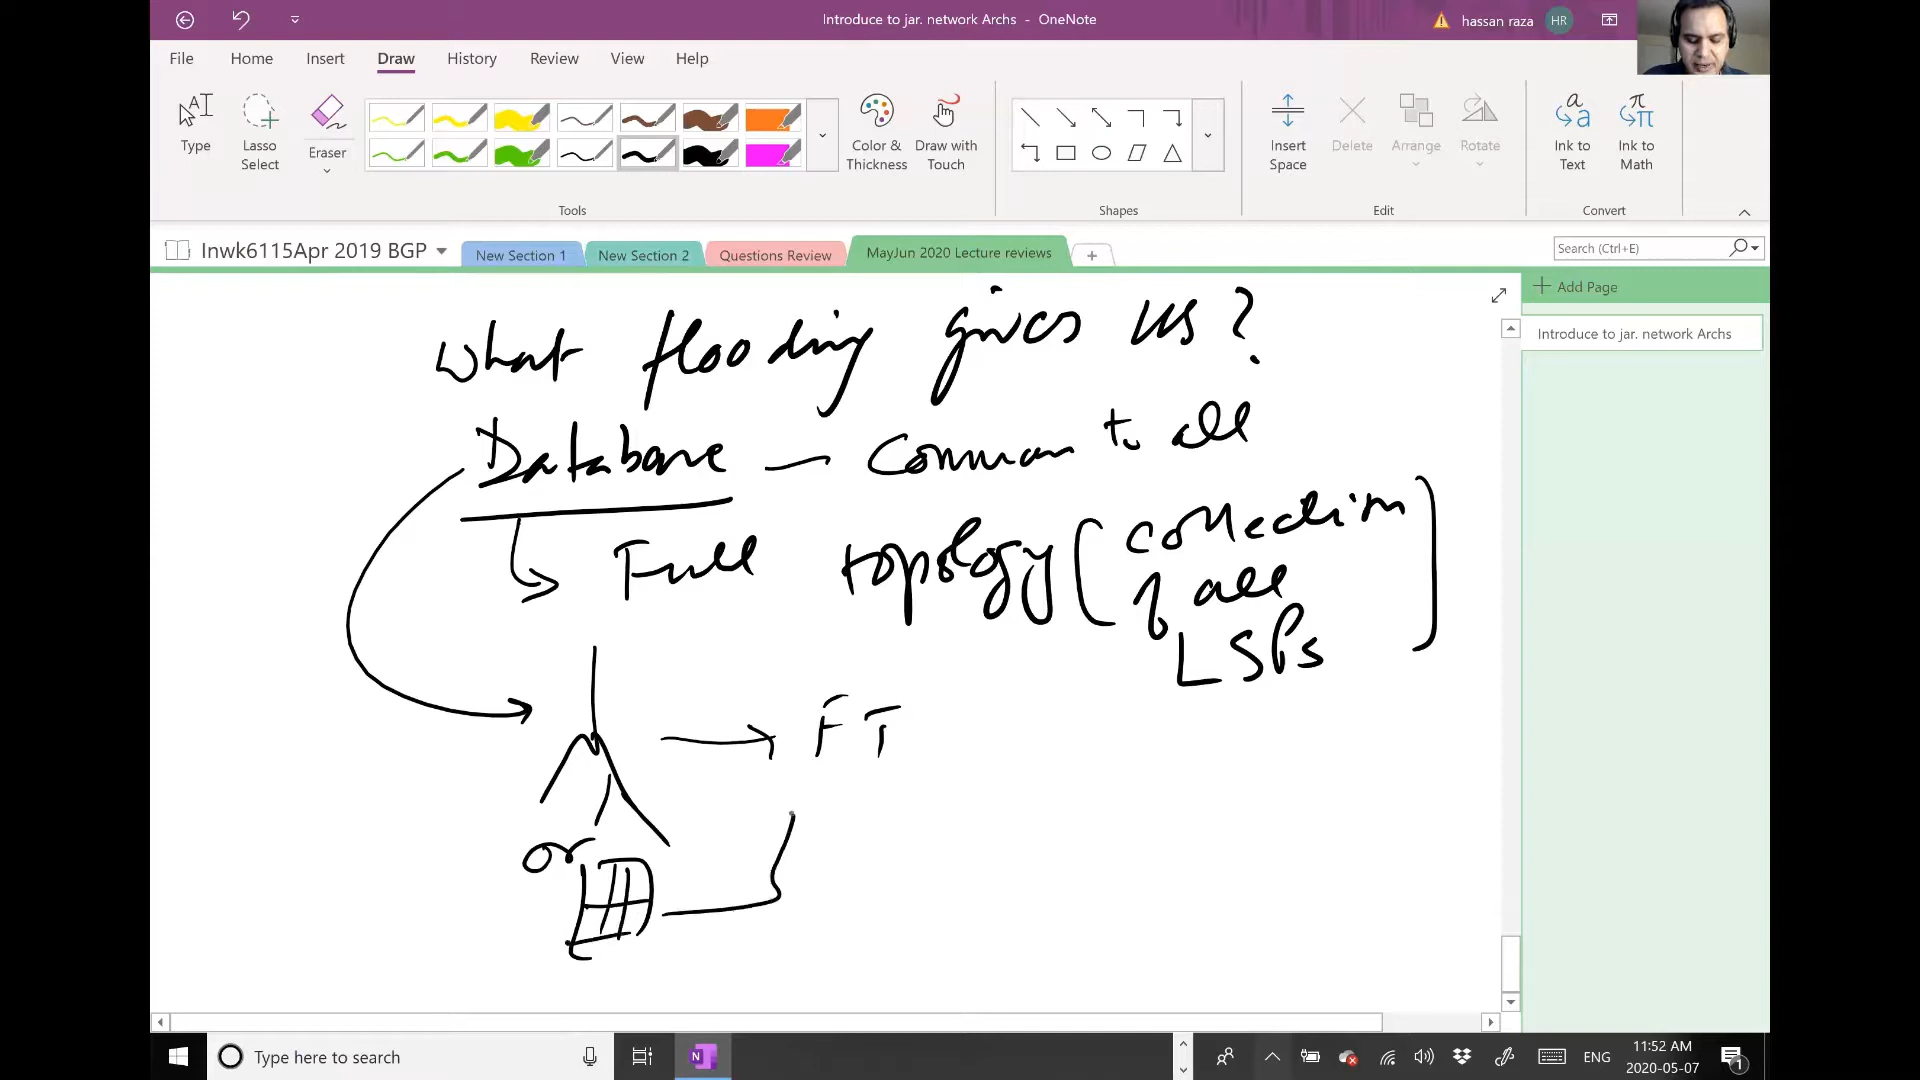 Introduce to jar. network Archs - OneNote
hassan raza HR
File Home Insert Draw History Review View Help
Type
Lasso Select
Eraser
Color & Thickness
Draw with Touch
Insert Space
Delete
Arrange
Rotate
Ink to Text
Ink to Math
Tools
Shapes
Edit
Convert
Inwk6115Apr 2019 BGP
New Section 1
New Section 2
Questions Review
MayJun 2020 Lecture reviews
Search (Ctrl+E)
Add Page
Introduce to jar. network Archs
What flooding gives us?
Database — Common to all
Full topology (collection
of all
LSPs)
FT
or
Type here to search
ENG
11:52 AM
2020-05-07
1